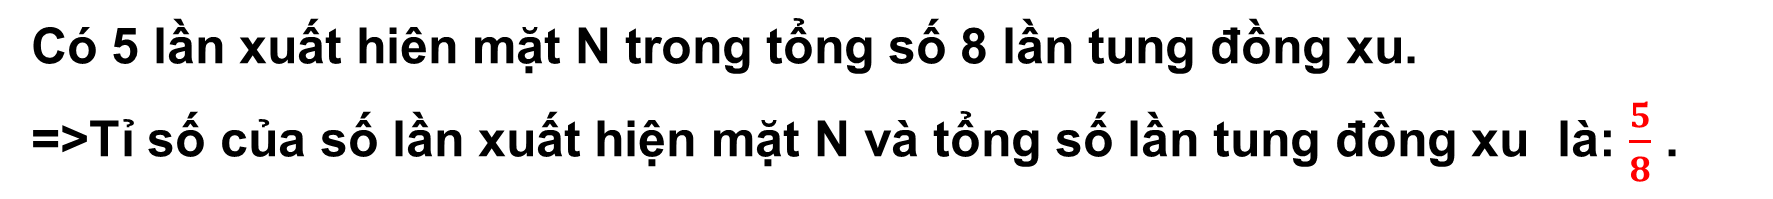 Có 5 lần xuất hiên mặt N trong tổng số 8 lần tung đồng xu.
=>Tỉ số của số lần xuất hiện mặt N và tổng số lần tung đồng xu là: 5/8 .